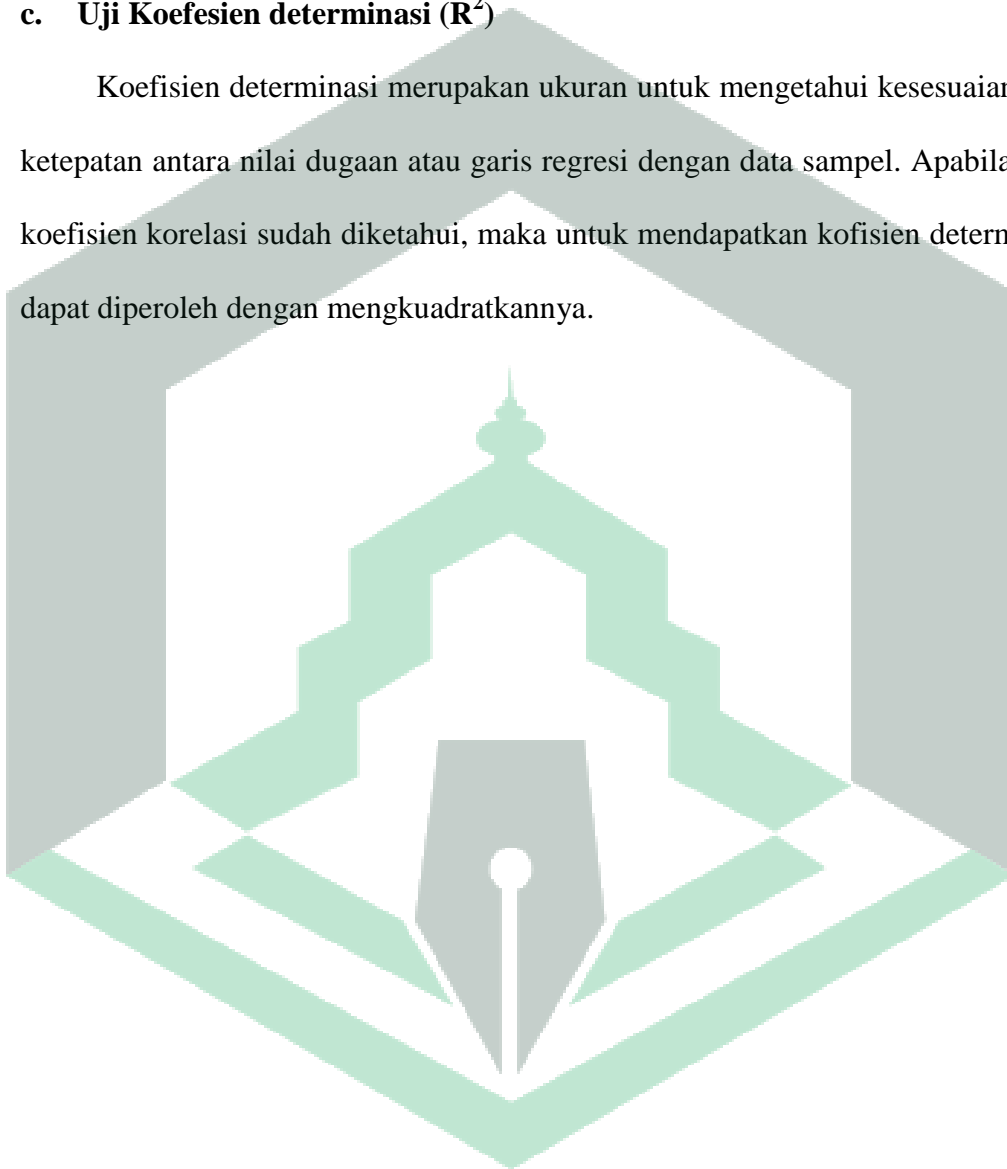 c. Uji Koefesien determinasi (R²)
Koefisien determinasi merupakan ukuran untuk mengetahui kesesuaian
ketepatan antara nilai dugaan atau garis regresi dengan data sampel. Apabila
koefisien korelasi sudah diketahui, maka untuk mendapatkan kofisien
dapat diperoleh dengan mengkuadratkannya.